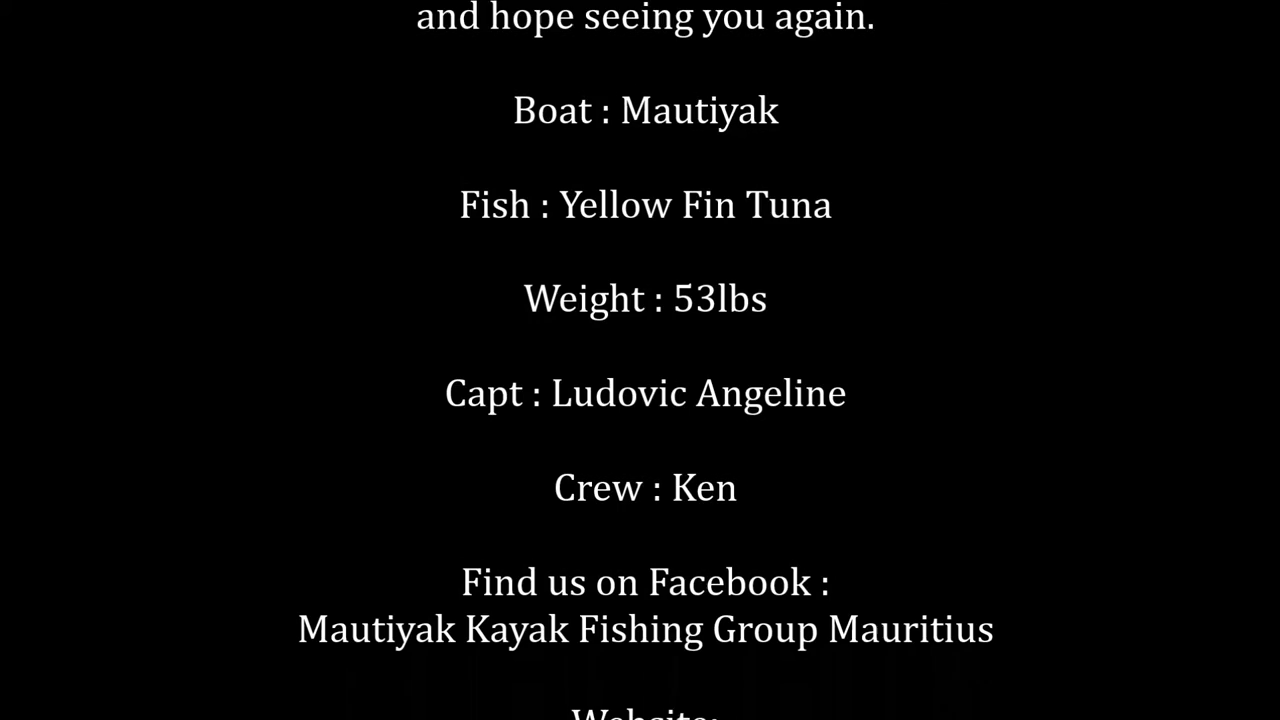 and hope seeing you again.
Boat : Mautiyak
Fish : Yellow Fin Tuna
Weight : 53lbs
Capt : Ludovic Angeline
Crew : Ken
Find us on Facebook :
Mautiyak Kayak Fishing Group Mauritius
Website: